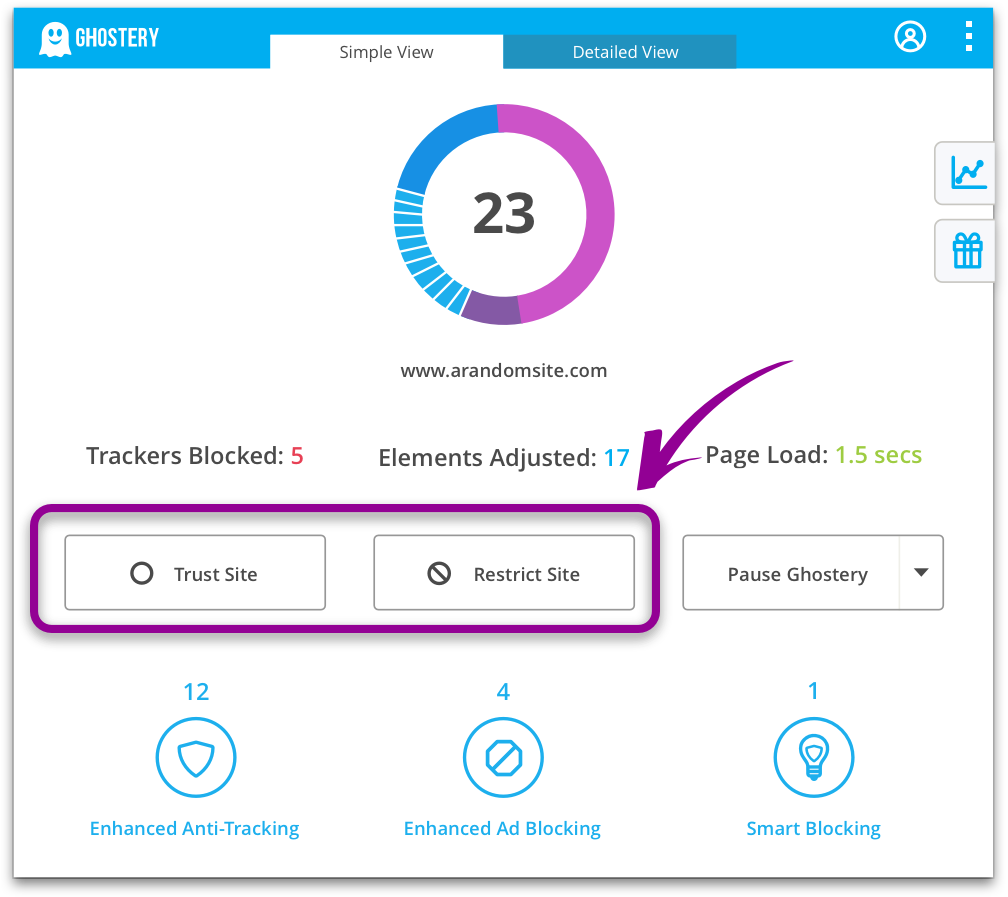 GHOSTERY
Simple View
Detailed View
23
www.arandomsite.com
Trackers Blocked: 5
Elements Adjusted: 17
Page Load: 1.5 secs
Trust Site
Restrict Site
Pause Ghostery
12
4
1
Enhanced Anti-Tracking
Enhanced Ad Blocking
Smart Blocking